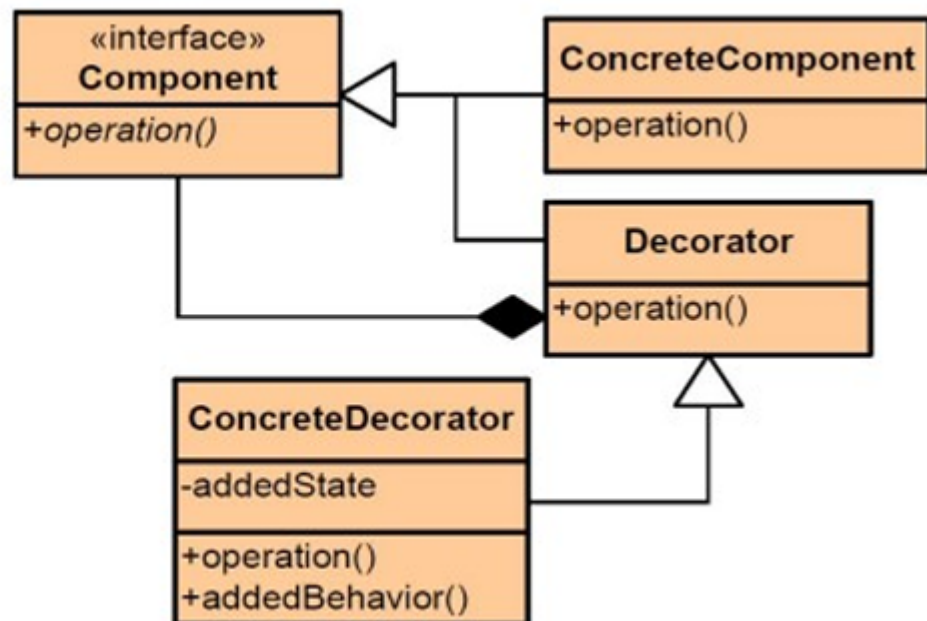 «interface»
Component
+operation()
ConcreteComponent
+operation()
Decorator
+operation()
ConcreteDecorator
-addedState
+operation()
+addedBehavior()